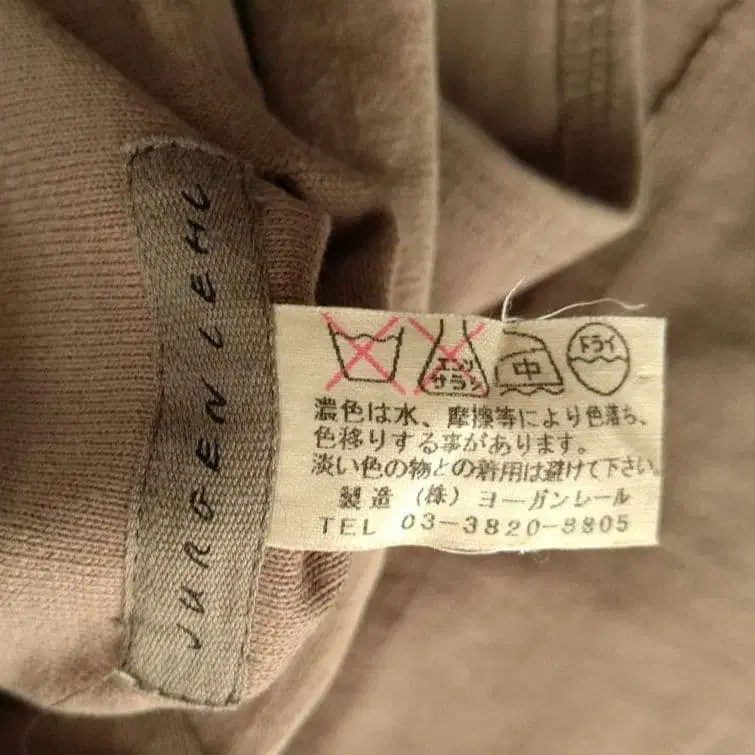 JURGEN LEHL
エンソ
サラシ
中
ドライ
濃色は水、摩擦等により色落ち、
色移りする事があります。
淡い色の物との着用は避けて下さい。
製造 (株) ヨーガンレール
TEL 03-3820-8805